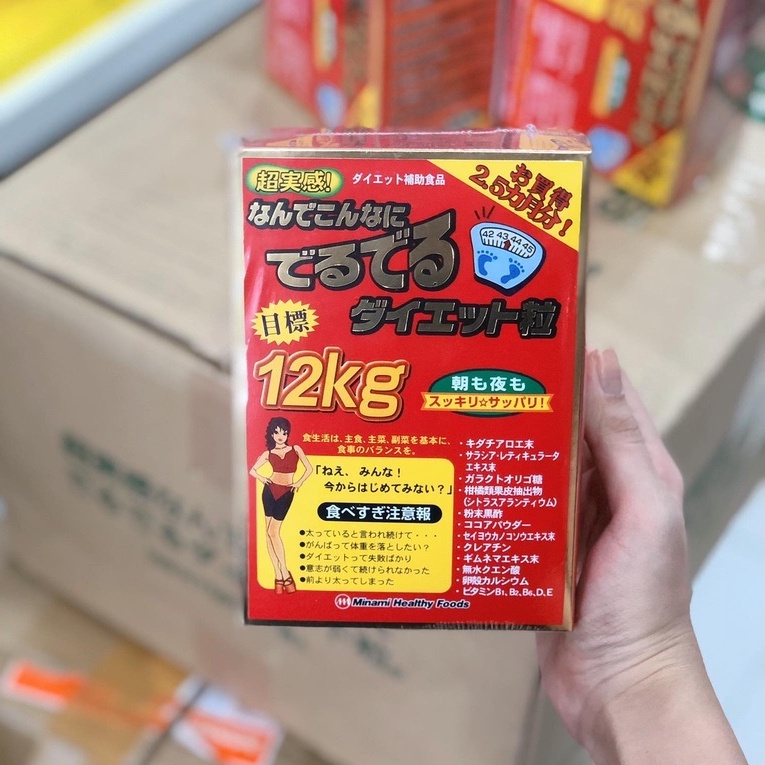 超実感!
ダイエット補助食品
お買得
2.5カ月分!
なんでこんなに
でるでる
ダイエット粒
42 43 44 45
目標
12kg
朝も夜も
スッキリ☆サッパリ!
食生活は、主食、主菜、副菜を基本に、
食事のバランスを。
「ねえ、みんな!
今からはじめてみない?」
食べすぎ注意報
●太っていると言われ続けて・・・
●がんばって体重を落としたい?
●ダイエットって失敗ばかり
●意志が弱くて続けられなかった
●前より太ってしまった
・キダチアロエ末
・サラシア・レティキュラータ
エキス末
・ガラクトオリゴ糖
・柑橘類果皮抽出物
(シトラスアランティウム)
・粉末黒酢
・ココアパウダー
・セイヨウカノコソウエキス末
・クレアチン
・ギムネマエキス末
・無水クエン酸
・卵殻カルシウム
・ビタミンB1、B2、B6、D、E
Minami Healthy Foods